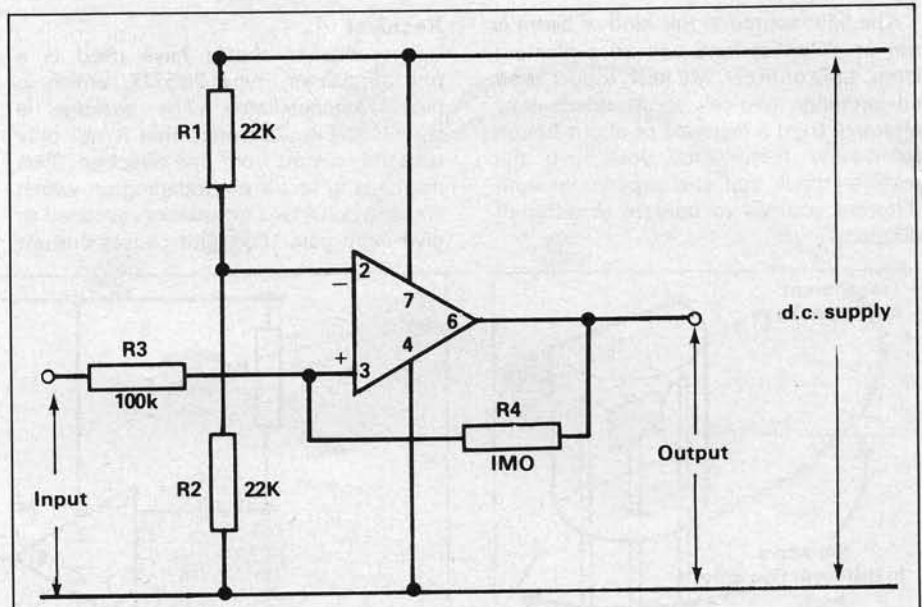 R1
22K
2
−
7
6
d.c. supply
4
+
3
R3
100k
R4
IMO
Output
R2
22K
Input